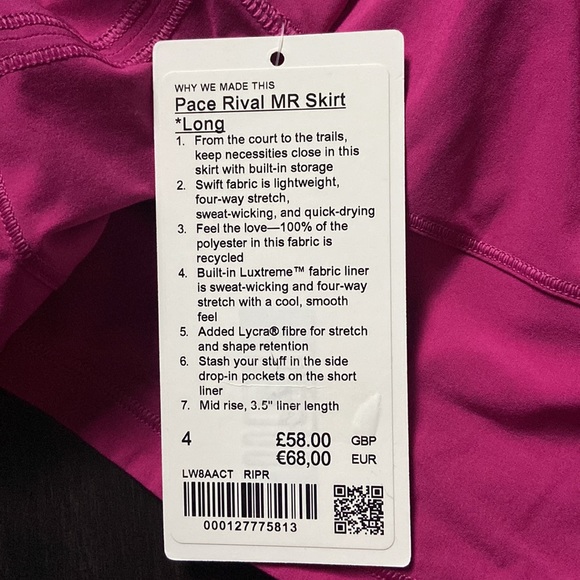 WHY WE MADE THIS
Pace Rival MR Skirt
*Long
1. From the court to the trails,
keep necessities close in this
skirt with built-in storage
2. Swift fabric is lightweight,
four-way stretch,
sweat-wicking, and quick-drying
3. Feel the love—100% of the
polyester in this fabric is
recycled
4. Built-in Luxtreme™ fabric liner
is sweat-wicking and four-way
stretch with a cool, smooth
feel
5. Added Lycra® fibre for stretch
and shape retention
6. Stash your stuff in the side
drop-in pockets on the short
liner
7. Mid rise, 3.5" liner length
4 £58.00 GBP
€68,00 EUR
LW8AACT RIPR
000127775813